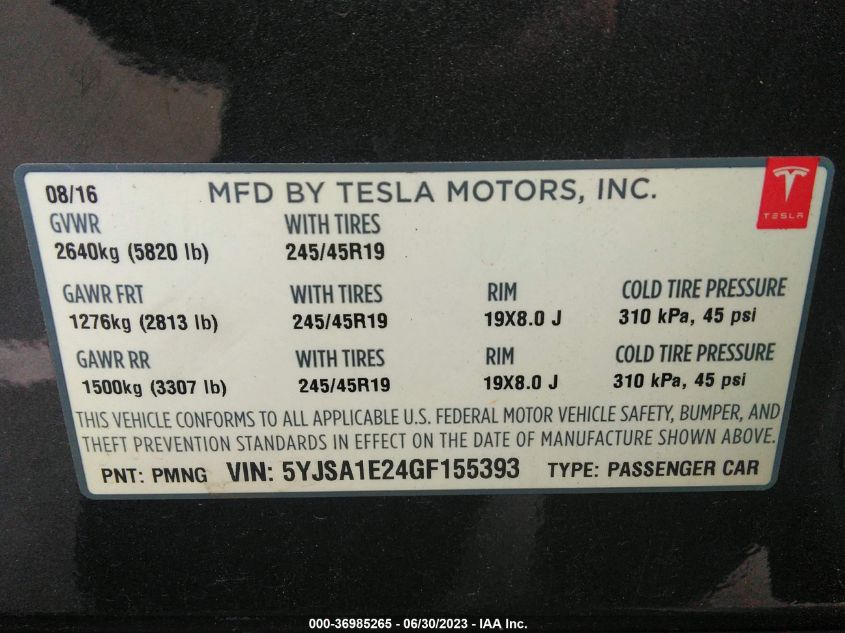 08/16 MFD BY TESLA MOTORS, INC.
TESLA
GVWR WITH TIRES
2640kg (5820 lb) 245/45R19
GAWR FRT WITH TIRES RIM COLD TIRE PRESSURE
1276kg (2813 lb) 245/45R19 19X8.0 J 310 kPa, 45 psi
GAWR RR WITH TIRES RIM COLD TIRE PRESSURE
1500kg (3307 lb) 245/45R19 19X8.0 J 310 kPa, 45 psi
THIS VEHICLE CONFORMS TO ALL APPLICABLE U.S. FEDERAL MOTOR VEHICLE SAFETY, BUMPER, AND
THEFT PREVENTION STANDARDS IN EFFECT ON THE DATE OF MANUFACTURE SHOWN ABOVE.
PNT: PMNG VIN: 5YJSA1E24GF155393 TYPE: PASSENGER CAR
000-36985265 - 06/30/2023 - IAA Inc.